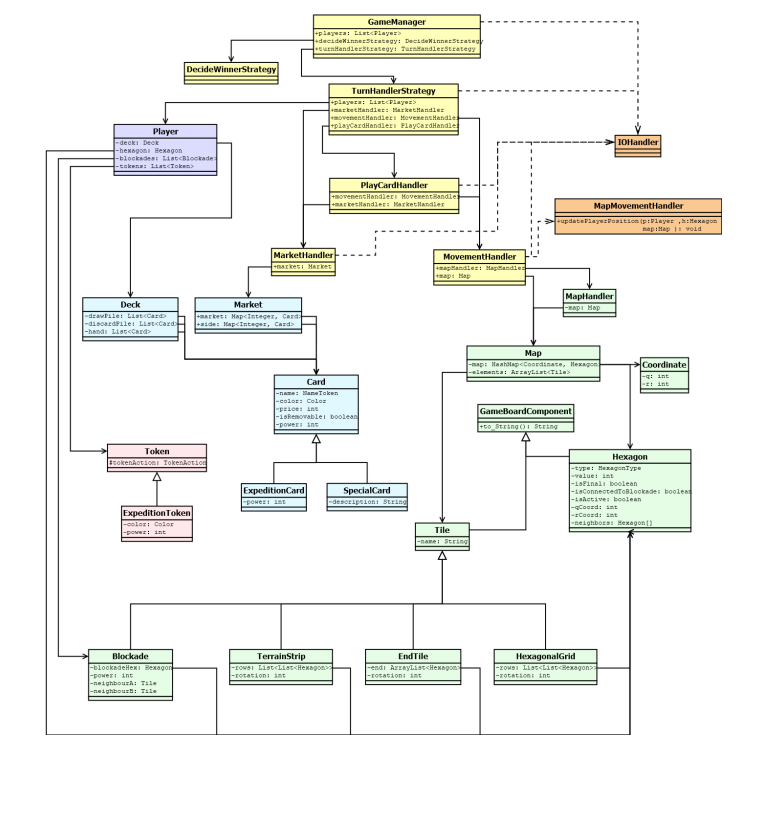 GameManager
+players: List<Player>
+decideWinnerStrategy: DecideWinnerStrategy
+turnHandlerStrategy: TurnHandlerStrategy
DecideWinnerStrategy
TurnHandlerStrategy
+players: List<Player>
+marketHandler: MarketHandler
+movementHandler: MovementHandler
+playCardHandler: PlayCardHandler
Player
-deck: Deck
-hexagon: Hexagon
-blockades: List<Blockade>
-tokens: List<Token>
IOHandler
PlayCardHandler
+movementHandler: MovementHandler
+marketHandler: MarketHandler
MapMovementHandler
+updatePlayerPosition(p:Player ,h:Hexagon
map:Map ): void
MarketHandler
+market: Market
MovementHandler
+mapHandler: MapHandler
+map: Map
MapHandler
-map: Map
Deck
-drawPile: List<Card>
-discardPile: List<Card>
-hand: List<Card>
Market
+market: Map<Integer, Card>
+side: Map<Integer, Card>
Map
-map: HashMap<Coordinate, Hexagon>
-elements: ArrayList<Tile>
Coordinate
-q: int
-r: int
Card
-name: NameToken
-color: Color
-price: int
-isRemovable: boolean
-power: int
GameBoardComponent
+to_String(): String
Token
#tokenAction: TokenAction
Hexagon
-type: HexagonType
-value: int
-isFinal: boolean
-isConnectedToBlockade: boolean
-isActive: boolean
-qCoord: int
-rCoord: int
-neighbors: Hexagon[]
ExpeditionCard
-power: int
SpecialCard
-description: String
ExpeditionToken
-color: Color
-power: int
Tile
-name: String
Blockade
-blockadeHex: Hexagon
-power: int
-neighbourA: Tile
-neighbourB: Tile
TerrainStrip
-rows: List<List<Hexagon>>
-rotation: int
EndTile
-end: ArrayList<Hexagon>
-rotation: int
HexagonalGrid
-rows: List<List<Hexagon>>
-rotation: int